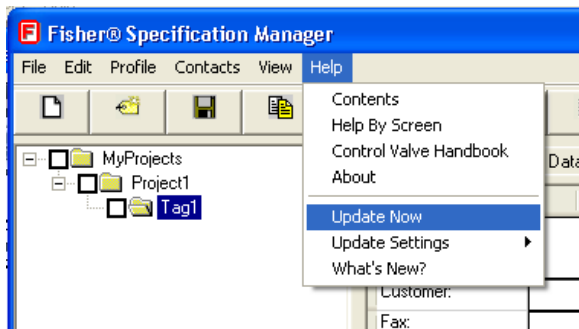 F Fisher® Specification Manager
File Edit Profile Contacts View Help
Contents
Help By Screen
Control Valve Handbook
About
Update Now
Update Settings
What's New?
MyProjects
Project1
Tag1
Data
Customer:
Fax: